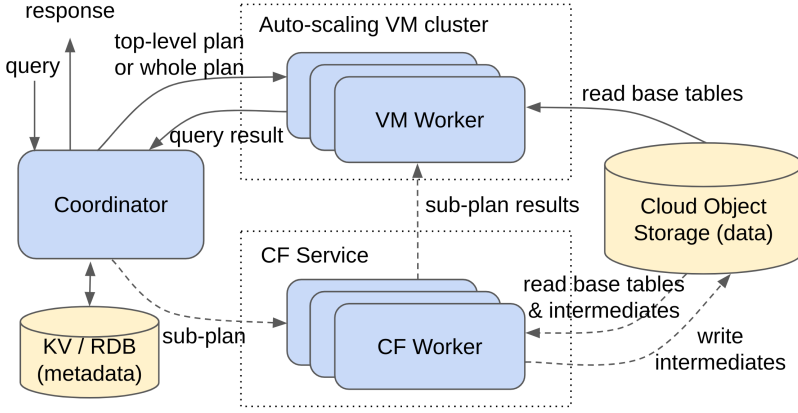 response
query
top-level plan
or whole plan
query result
Auto-scaling VM cluster
VM Worker
read base tables
Coordinator
sub-plan results
Cloud Object
Storage (data)
CF Service
read base tables
& intermediates
KV / RDB
(metadata)
sub-plan
CF Worker
write
intermediates